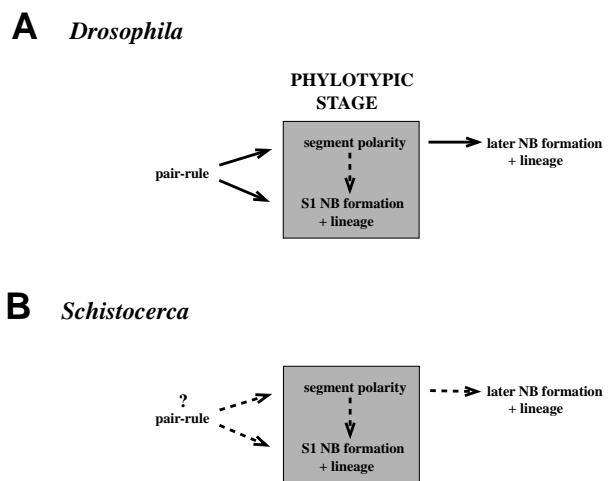 A Drosophila
PHYLOTYPIC
STAGE
segment polarity
later NB formation
+ lineage
pair-rule
S1 NB formation
+ lineage
B Schistocerca
segment polarity
later NB formation
+ lineage
?
pair-rule
S1 NB formation
+ lineage